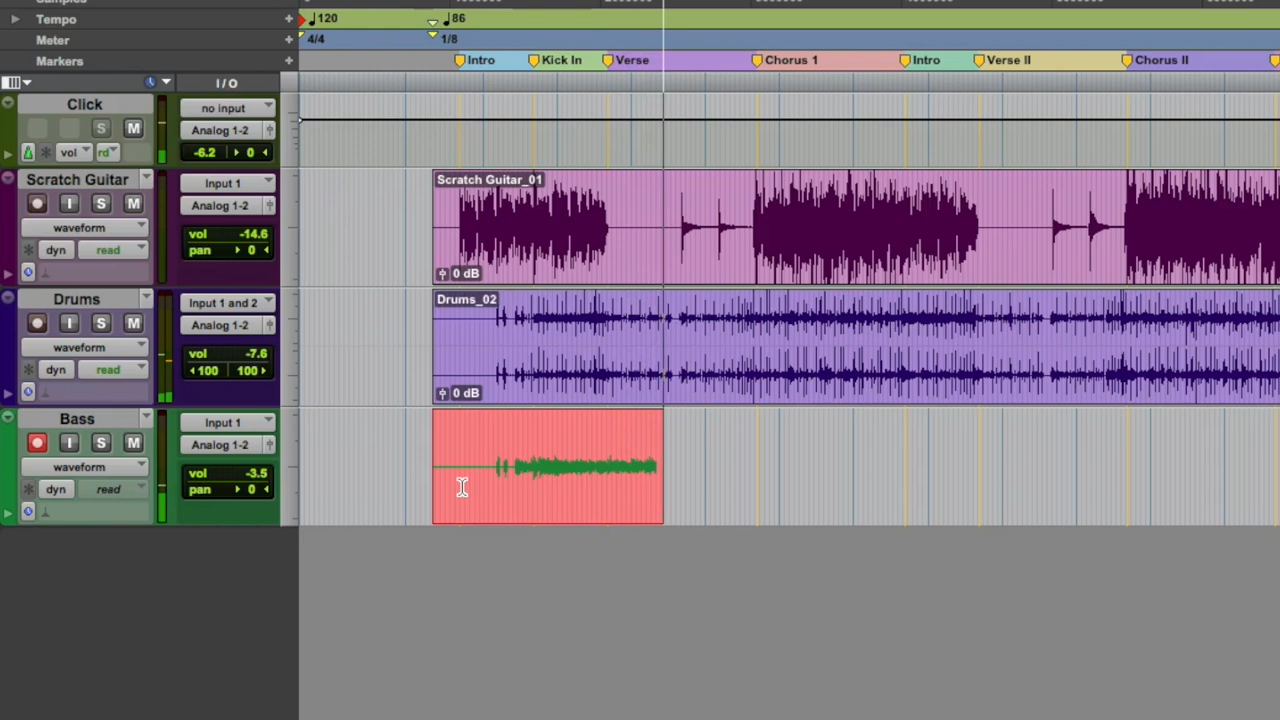 Tempo + 120 86
Meter + 4/4 1/8
Markers + Intro Kick In Verse Chorus 1 Intro Verse II Chorus II
I / O
Click no input
S M Analog 1-2
vol rd -6.2 0
Scratch Guitar Input 1 Scratch Guitar_01
I S M Analog 1-2
waveform vol -14.6
dyn read pan 0
0 dB
Drums Input 1 and 2 Drums_02
I S M Analog 1-2
waveform vol -7.6
dyn read 100 100
0 dB
Bass Input 1
I S M Analog 1-2
waveform vol -3.5
dyn read pan 0